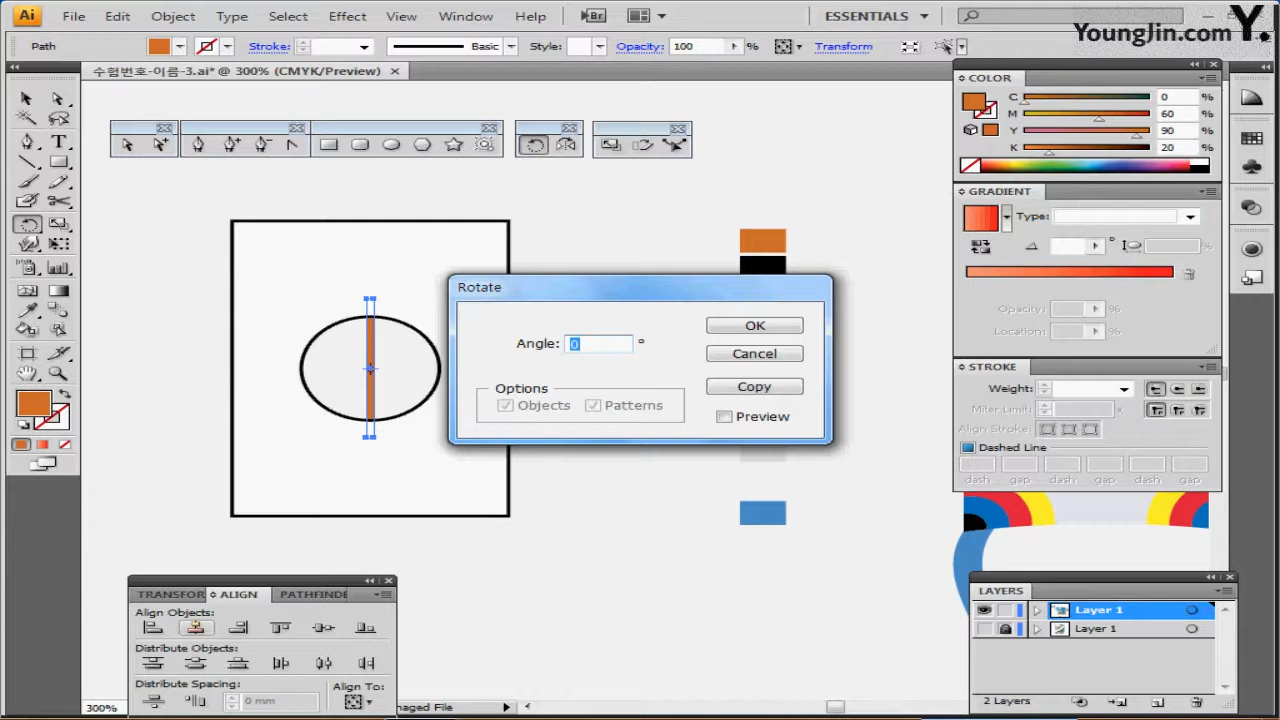 Ai File Edit Object Type Select Effect View Window Help Br ESSENTIALS
YoungJin.com Y.
Path Stroke: Basic Style: Opacity: 100 % Transform
수험번호-이름-3.ai* @ 300% (CMYK/Preview)
COLOR
C 0 %
M 60 %
Y 90 %
K 20 %
GRADIENT
Type:
°
%
Opacity: %
Location: %
STROKE
Weight:
Miter Limit: x
Align Stroke:
Dashed Line
dash gap dash gap dash gap
Rotate
Angle: 0 °
OK
Cancel
Options
Objects Patterns
Copy
Preview
TRANSFOR ALIGN PATHFINDE
Align Objects:
Distribute Objects:
Distribute Spacing: Align To:
0 mm
LAYERS
Layer 1
Layer 1
2 Layers
300% naged File